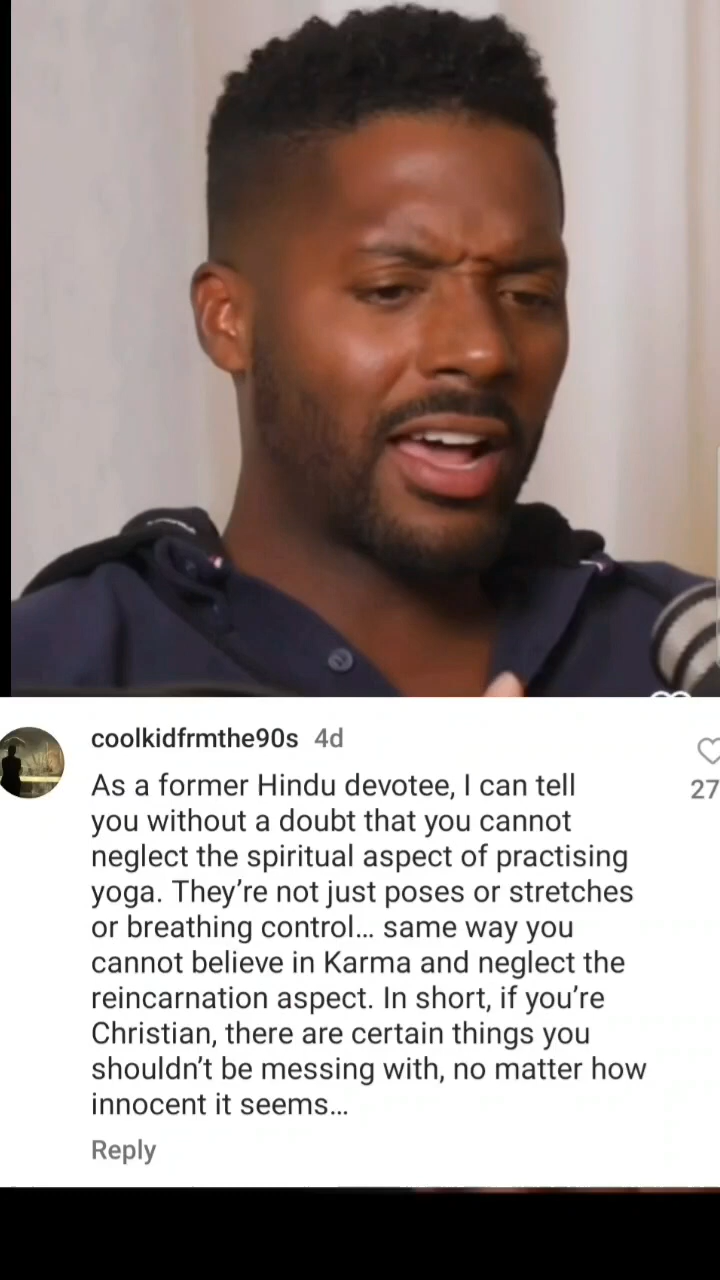 coolkidfrmthe90s 4d
As a former Hindu devotee, I can tell
you without a doubt that you cannot
neglect the spiritual aspect of practising
yoga. They’re not just poses or stretches
or breathing control... same way you
cannot believe in Karma and neglect the
reincarnation aspect. In short, if you’re
Christian, there are certain things you
shouldn’t be messing with, no matter how
innocent it seems...
27
Reply